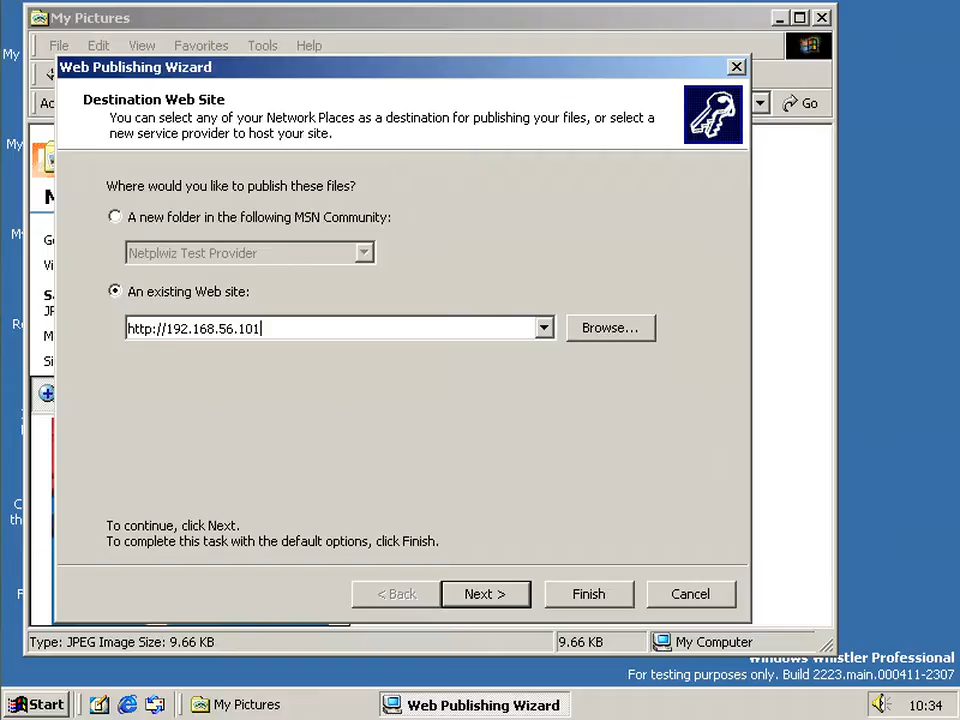 My Pictures
File Edit View Favorites Tools Help
Web Publishing Wizard
Go
Destination Web Site
You can select any of your Network Places as a destination for publishing your files, or select a
new service provider to host your site.
Where would you like to publish these files?
A new folder in the following MSN Community:
Netplwiz Test Provider
An existing Web site:
http://192.168.56.101
Browse...
To continue, click Next.
To complete this task with the default options, click Finish.
< Back Next > Finish Cancel
Type: JPEG Image Size: 9.66 KB 9.66 KB My Computer
Windows Whistler Professional
For testing purposes only. Build 2223.main.000411-2307
Start My Pictures Web Publishing Wizard 10:34